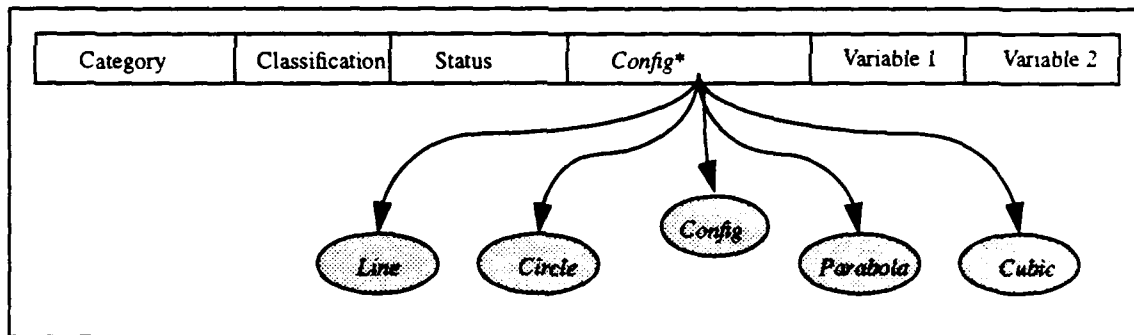 Category Classification Status Config* Variable 1 Variable 2
Config
Line Circle Parabola Cubic